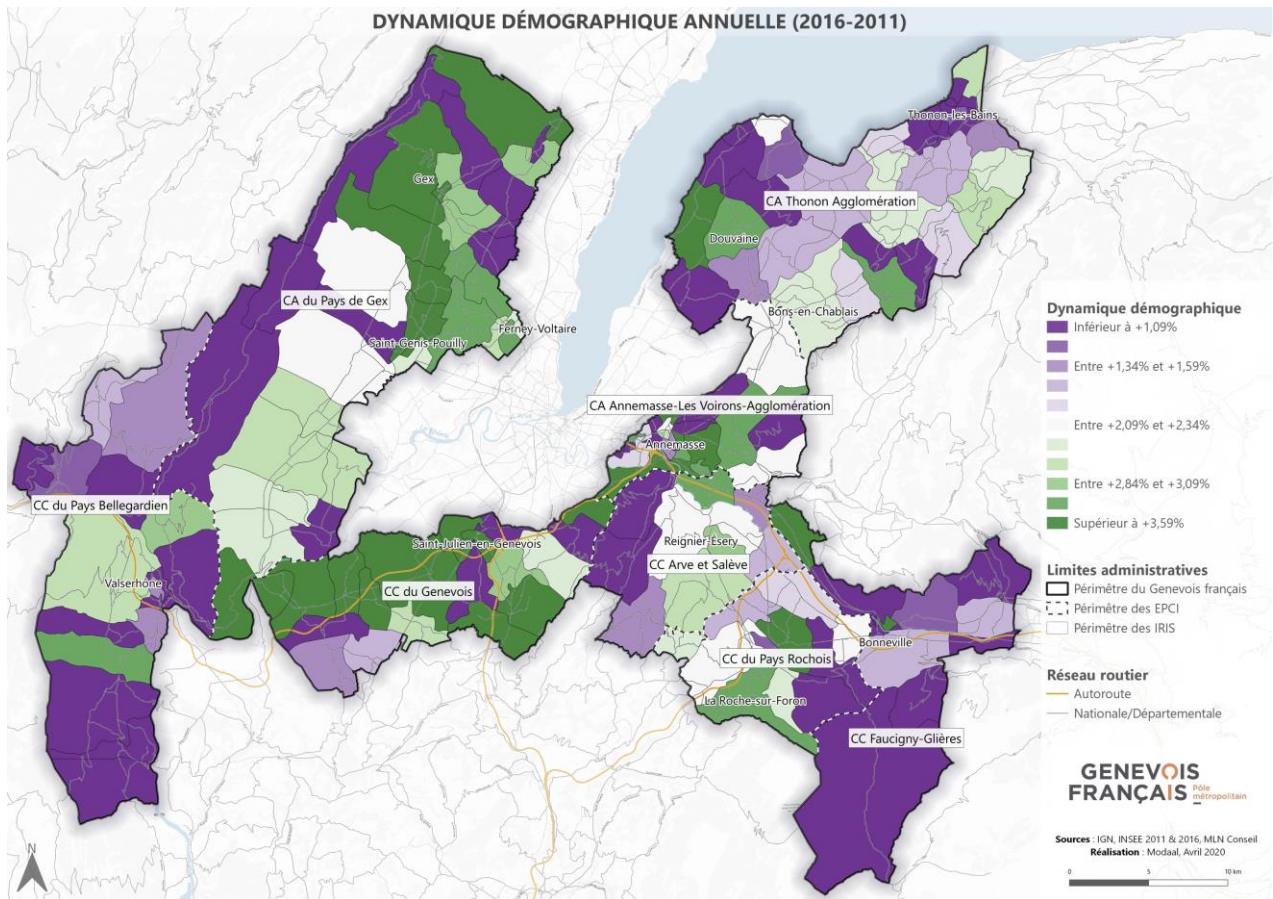 DYNAMIQUE DÉMOGRAPHIQUE ANNUELLE (2016-2011)
Thonon-les-Bains
Gex
CA Thonon Agglomération
Douvaine
CA du Pays de Gex
Bons-en-Chablais
Ferney-Voltaire
Saint-Genis-Pouilly
CA Annemasse-Les Voirons-Agglomération
Annemasse
CC du Pays Bellegardien
Saint-Julien-en-Genevois
Reignier-Esery
CC Arve et Salève
Valserhone
CC du Genevois
Bonneville
CC du Pays Rochois
La Roche-sur-Foron
CC Faucigny-Glières
Dynamique démographique
Inférieur à +1,09%
Entre +1,34% et +1,59%
Entre +2,09% et +2,34%
Entre +2,84% et +3,09%
Supérieur à +3,59%
Limites administratives
Périmêtre du Genevois français
Périmêtre des EPCI
Périmêtre des IRIS
Réseau routier
Autoroute
Nationale/Départementale
GENEVOIS
FRANÇAIS Pôle
métropolitain
Sources : IGN, INSEE 2011 & 2016, MLN Conseil
Réalisation : Modaal, Avril 2020
0 5 10 km
N